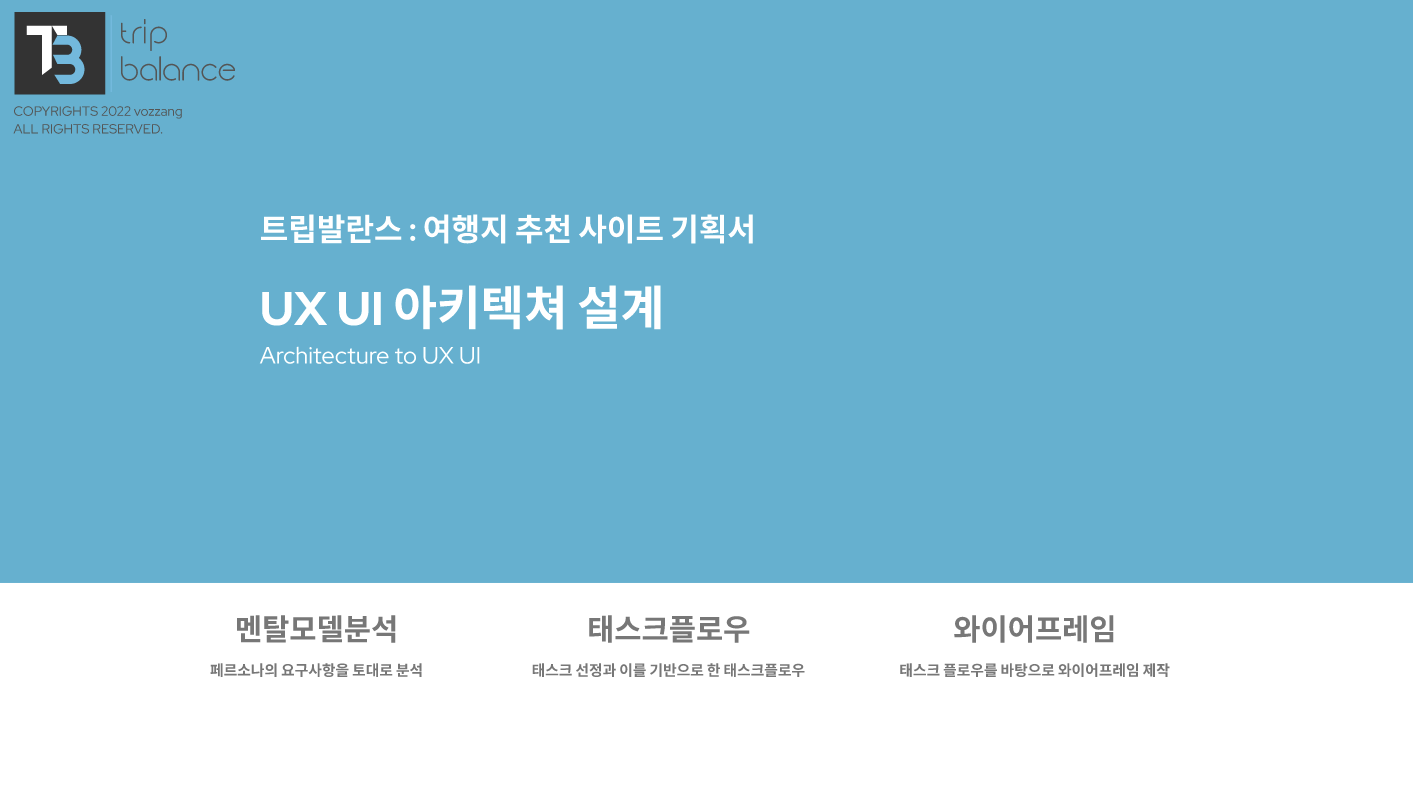 TB
trip
balance
COPYRIGHTS 2022 vozzang
ALL RIGHTS RESERVED.
트립발란스 : 여행지 추천 사이트 기획서
UX UI 아키텍쳐 설계
Architecture to UX UI
멘탈모델분석
페르소나의 요구사항을 토대로 분석
태스크플로우
태스크 선정과 이를 기반으로 한 태스크플로우
와이어프레임
태스크 플로우를 바탕으로 와이어프레임 제작